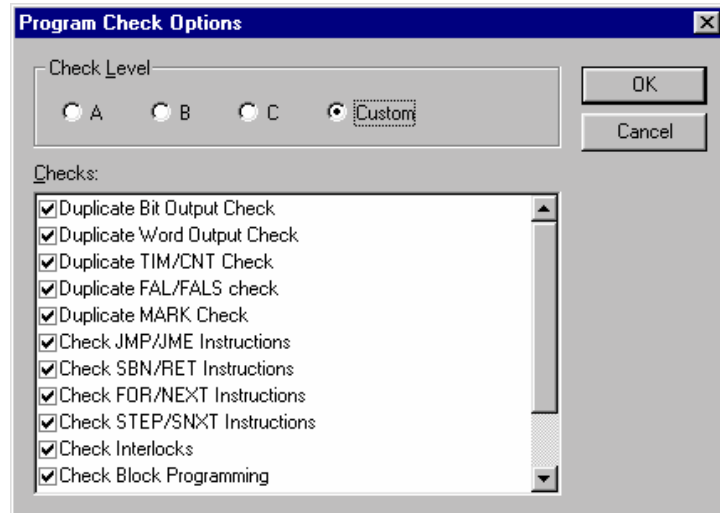 Program Check Options
Check Level
A B C Custom
OK
Cancel
Checks:
Duplicate Bit Output Check
Duplicate Word Output Check
Duplicate TIM/CNT Check
Duplicate FAL/FALS check
Duplicate MARK Check
Check JMP/JME Instructions
Check SBN/RET Instructions
Check FOR/NEXT Instructions
Check STEP/SNXT Instructions
Check Interlocks
Check Block Programming